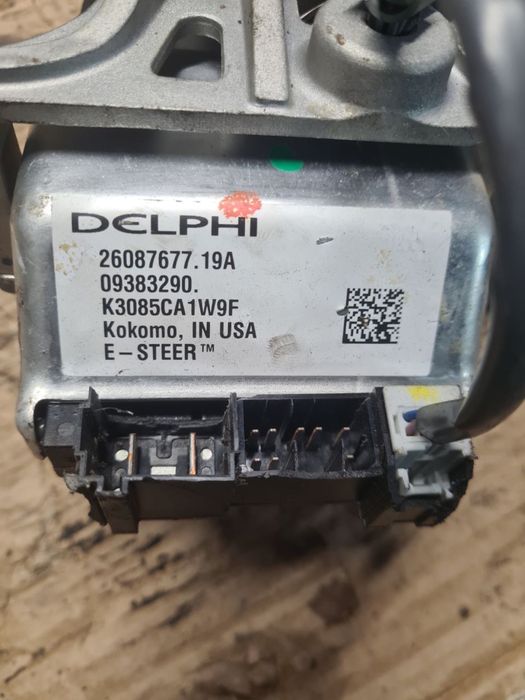 DELPHI
26087677.19A
09383290.
K3085CA1W9F
Kokomo, IN USA
E-STEER™